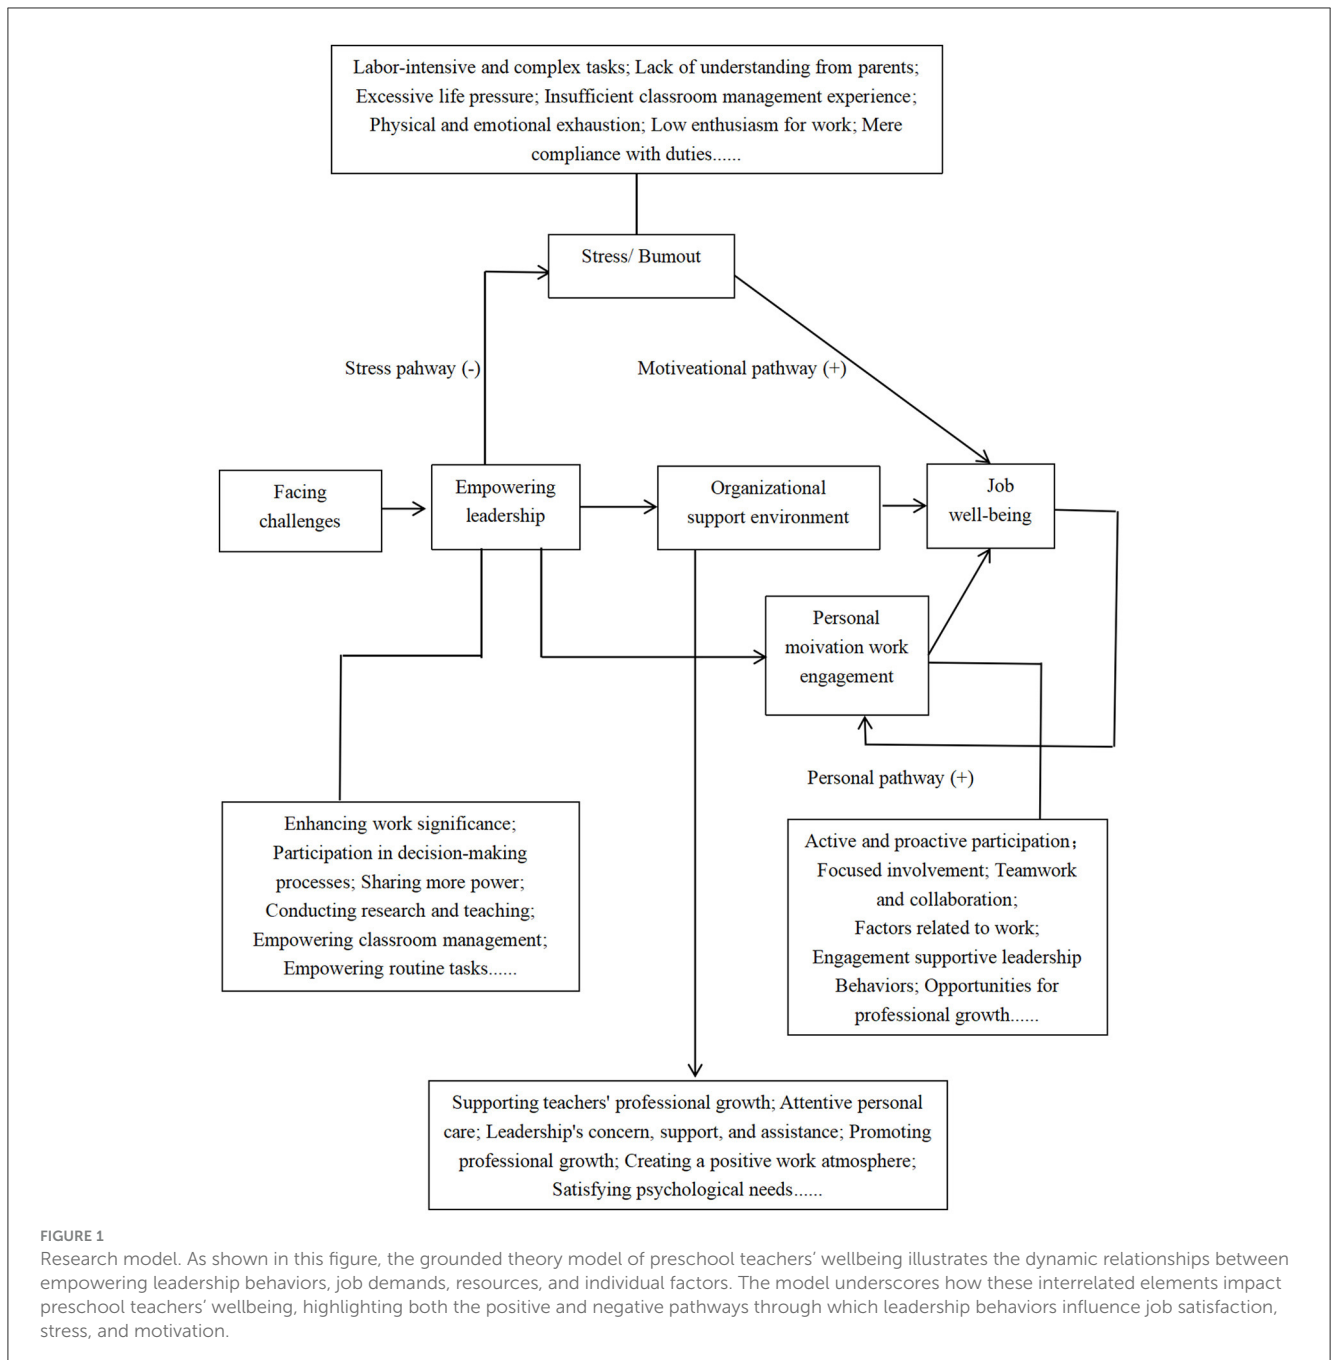 Labor-intensive and complex tasks; Lack of understanding from parents;
Excessive life pressure; Insufficient classroom management experience;
Physical and emotional exhaustion; Low enthusiasm for work; Mere
compliance with duties......
Stress/ Bumout
Stress pahway (-)
Motiveational pathway (+)
Facing
challenges
Empowering
leadership
Organizational
support environment
Job
well-being
Personal
moivation work
engagement
Personal pathway (+)
Enhancing work significance;
Participation in decision-making
processes; Sharing more power;
Conducting research and teaching;
Empowering classroom management;
Empowering routine tasks......
Active and proactive participation；
Focused involvement; Teamwork
and collaboration;
Factors related to work;
Engagement supportive leadership
Behaviors; Opportunities for
professional growth......
Supporting teachers' professional growth; Attentive personal
care; Leadership's concern, support, and assistance; Promoting
professional growth; Creating a positive work atmosphere;
Satisfying psychological needs......
FIGURE 1
Research model. As shown in this figure, the grounded theory model of preschool teachers’ wellbeing illustrates the dynamic relationships between
empowering leadership behaviors, job demands, resources, and individual factors. The model underscores how these interrelated elements impact
preschool teachers’ wellbeing, highlighting both the positive and negative pathways through which leadership behaviors influence job satisfaction,
stress, and motivation.